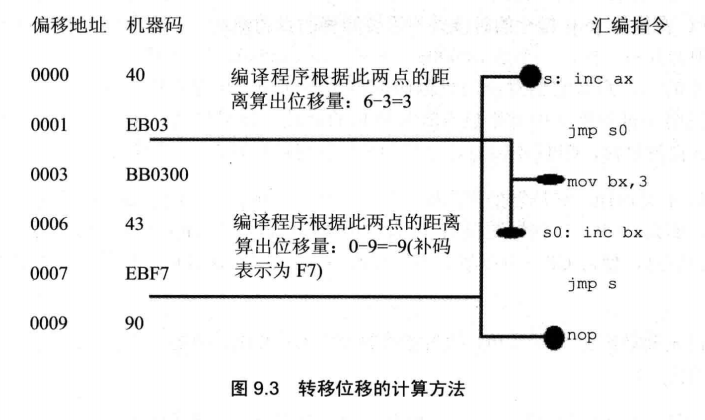 偏移地址 机器码 汇编指令
0000 40 编译程序根据此两点的距 s: inc ax
离算出位移量：6-3=3
0001 EB03 jmp s0
0003 BB0300 mov bx,3
0006 43 编译程序根据此两点的距离 s0: inc bx
算出位移量：0-9=-9(补码
0007 EBF7 表示为 F7) jmp s
0009 90 nop
图 9.3 转移位移的计算方法